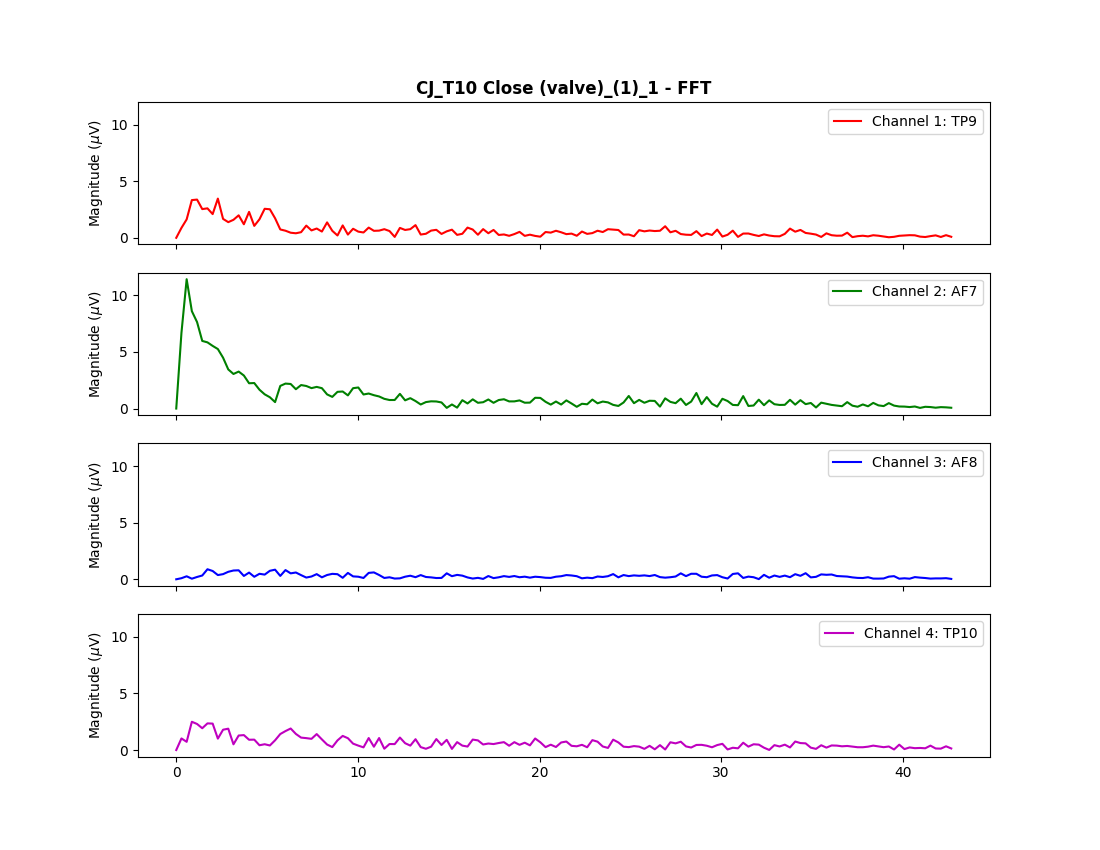 CJ_T10 Close (valve)_(1)_1 - FFT
Magnitude (μV)
10
5
0
Channel 1: TP9
Magnitude (μV)
10
5
0
Channel 2: AF7
Magnitude (μV)
10
5
0
Channel 3: AF8
Magnitude (μV)
10
5
0
Channel 4: TP10
0 10 20 30 40